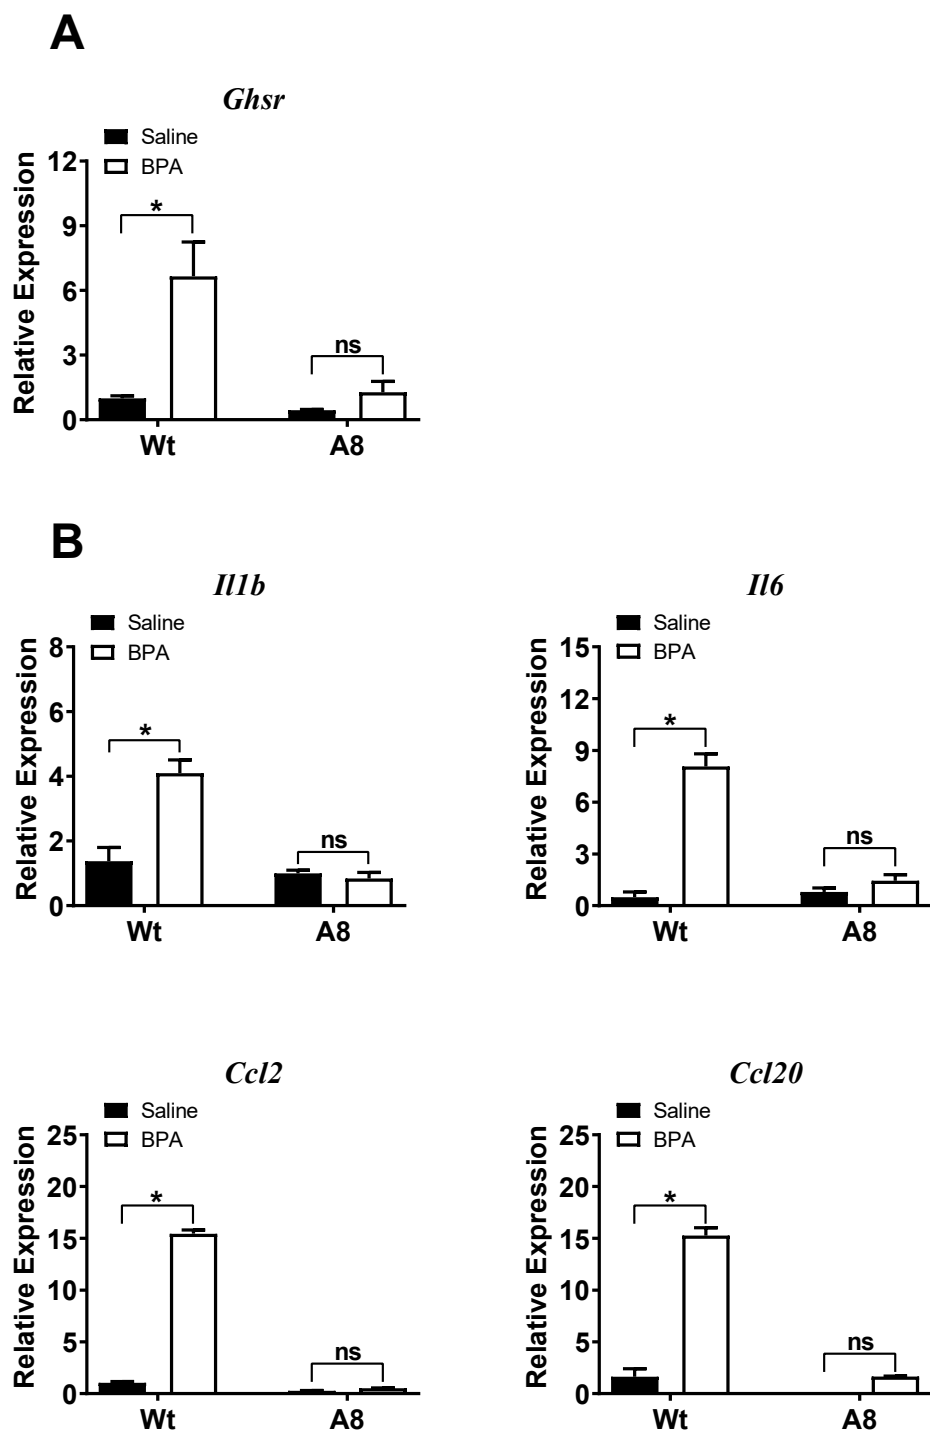 A
Ghsr
Saline
BPA
Relative Expression
12
9
6
3
0
*
ns
Wt
A8
B
Il1b
Saline
BPA
Relative Expression
8
6
4
2
0
*
ns
Wt
A8
Il6
Saline
BPA
Relative Expression
15
12
9
6
3
0
*
ns
Wt
A8
Ccl2
Saline
BPA
Relative Expression
25
20
15
10
5
0
*
ns
Wt
A8
Ccl20
Saline
BPA
Relative Expression
25
20
15
10
5
0
*
ns
Wt
A8